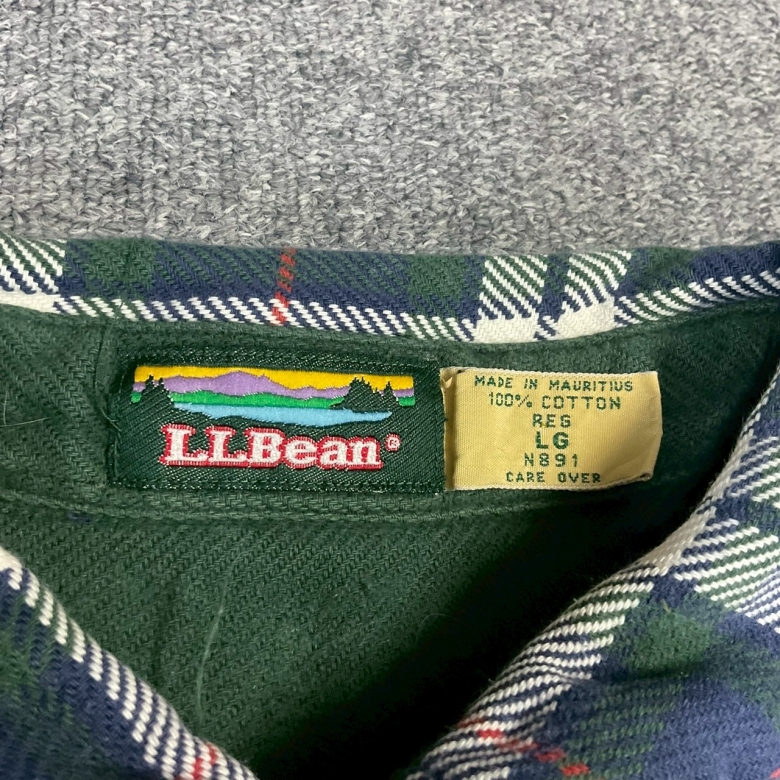 L.L.Bean®
MADE IN MAURITIUS
100% COTTON
REG
LG
N891
CARE OVER